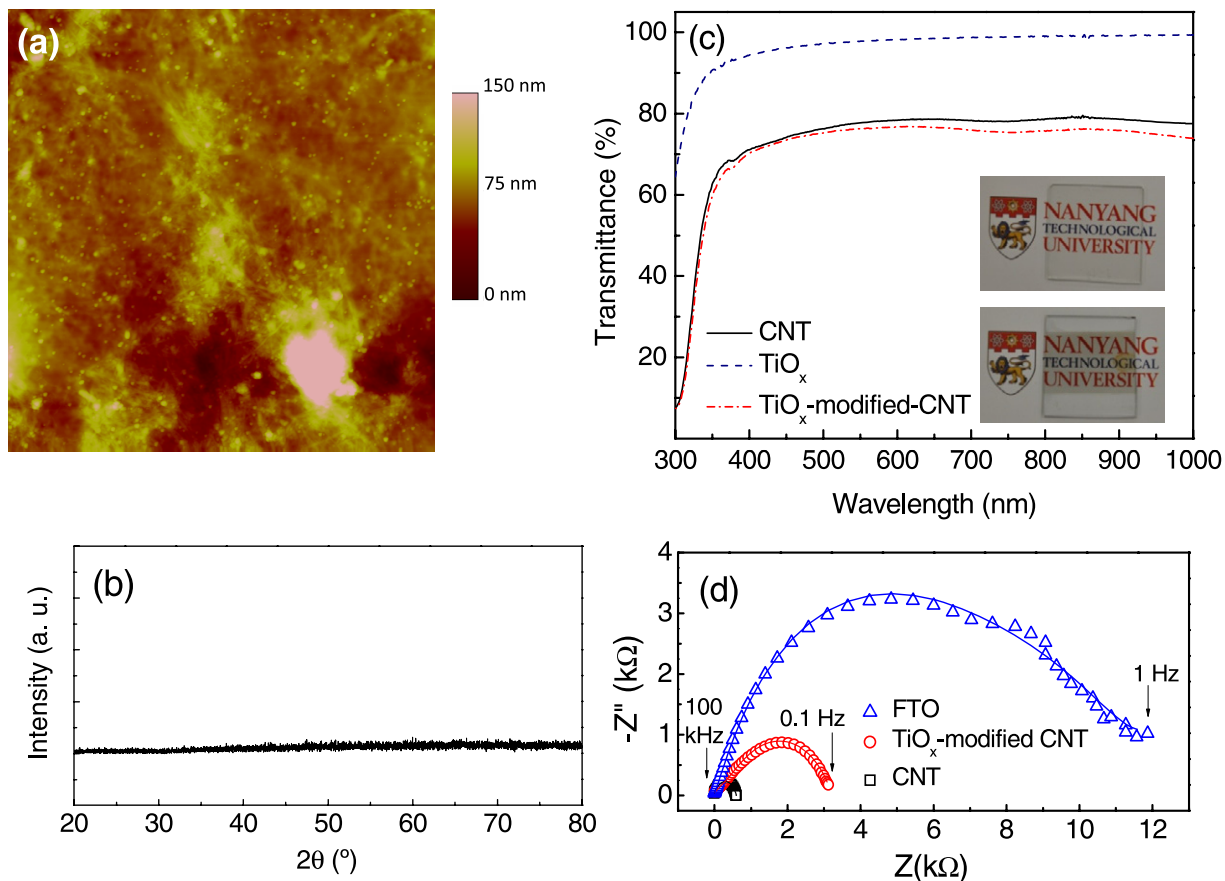 (a)
150 nm
75 nm
0 nm
(c)
100
80
60
40
20
Transmittance (%)
NANYANG
TECHNOLOGICAL
UNIVERSITY
NANYANG
TECHNOLOGICAL
UNIVERSITY
CNT
TiOx
TiOx-modified-CNT
300 400 500 600 700 800 900 1000
Wavelength (nm)
(b)
Intensity (a. u.)
20 30 40 50 60 70 80
2θ (º)
(d)
4
3
2
1
0
-Z'' (kΩ)
100
kHz
0.1 Hz
1 Hz
FTO
TiOx-modified CNT
CNT
0 2 4 6 8 10 12
Z(kΩ)